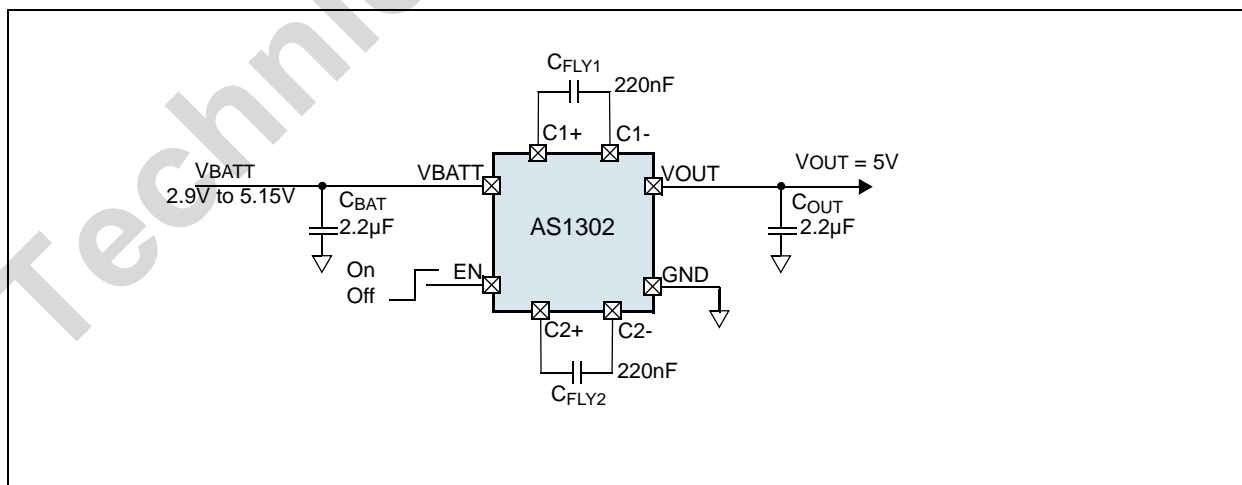 Technic
CFLY1
220nF
C1+ C1-
VBATT
2.9V to 5.15V
VBATT
VOUT
VOUT = 5V
CBAT
2.2µF
AS1302
COUT
2.2µF
On
Off
EN
GND
C2+ C2-
220nF
CFLY2